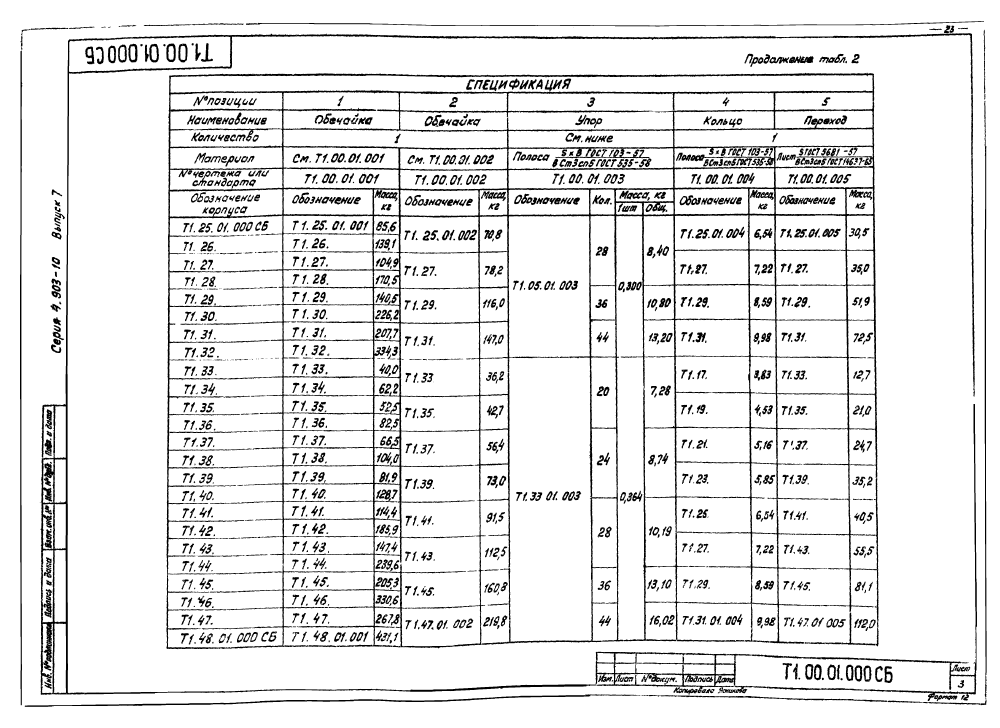 23
Т1.00.01.000 СБ
Продолжение табл. 2
СПЕЦИФИКАЦИЯ
№ позиции 1 2 3 4 5
Наименование Обечайка Обечайка Упор Кольцо Переход
Количество 1 См. ниже 1
Материал См. Т1.00.01.001 См. Т1.00.01.002 Полоса S×B ГОСТ 103-57 / ВСт3сп5 ГОСТ 535-58 Полоса S×B ГОСТ 103-57 / ВСт3сп5 ГОСТ 535-58 Лист S ГОСТ 5681-57 / ВСт3сп5 ГОСТ 14637-69
№ чертежа или стандарта Т1.00.01.001 Т1.00.01.002 Т1.00.01.003 Т1.00.01.004 Т1.00.01.005
Обозначение корпуса Обозначение Масса, кг Обозначение Масса, кг Обозначение Кол. Масса, кг 1шт Общ. Обозначение Масса, кг Обозначение Масса, кг
Т1.25.01.000 СБ Т1.25.01.001 85,6 Т1.25.01.002 70,8 Т1.05.01.003 28 0,300 8,40 Т1.25.01.004 6,54 Т1.25.01.005 30,5
Т1.26. Т1.26. 139,1
Т1.27. Т1.27. 104,9 Т1.27. 78,2 Т1.27. 7,22 Т1.27. 35,0
Т1.28. Т1.28. 170,5
Т1.29. Т1.29. 140,5 Т1.29. 116,0 36 10,80 Т1.29. 8,59 Т1.29. 51,9
Т1.30. Т1.30. 226,2
Т1.31. Т1.31. 207,7 Т1.31. 147,0 44 13,20 Т1.31. 9,98 Т1.31. 72,5
Т1.32. Т1.32. 334,3
Т1.33. Т1.33. 40,0 Т1.33 36,2 Т1.33 01.003 20 0,364 7,28 Т1.17. 3,83 Т1.33. 12,7
Т1.34. Т1.34. 62,2
Т1.35. Т1.35. 52,5 Т1.35. 42,7 Т1.19. 4,53 Т1.35. 21,0
Т1.36. Т1.36. 82,5
Т1.37. Т1.37. 66,5 Т1.37. 56,4 24 8,74 Т1.21. 5,16 Т1.37. 24,7
Т1.38. Т1.38. 104,0
Т1.39. Т1.39. 81,9 Т1.39. 73,0 Т1.23. 5,85 Т1.39. 35,2
Т1.40. Т1.40. 128,7
Т1.41. Т1.41. 114,4 Т1.41. 91,5 28 10,19 Т1.25. 6,54 Т1.41. 40,5
Т1.42. Т1.42. 185,9
Т1.43. Т1.43. 147,4 Т1.43. 112,5 Т1.27. 7,22 Т1.43. 55,5
Т1.44. Т1.44. 239,6
Т1.45. Т1.45. 205,3 Т1.45. 160,8 36 13,10 Т1.29. 8,59 Т1.45. 81,1
Т1.46. Т1.46. 330,6
Т1.47. Т1.47. 267,8 Т1.47.01.002 218,8 44 16,02 Т1.31.01.004 9,98 Т1.47.01 005 112,0
Т1.48.01.000 СБ Т1.48.01.001 431,1
Серия 4.903-10 Выпуск 7
Инв. № подлинника Подпись и дата Взам. инв. № Инв. № дубл. Подп. и дата
Изм. Лист № докум. Подпись Дата
Т1.00.01.000 СБ
Лист
3
Копировала
Формат 12